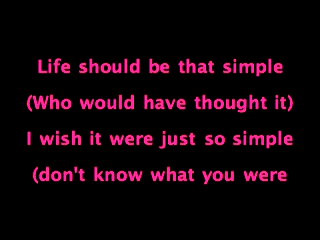 Life should be that simple
(Who would have thought it)
I wish it were just so simple
(don't know what you were